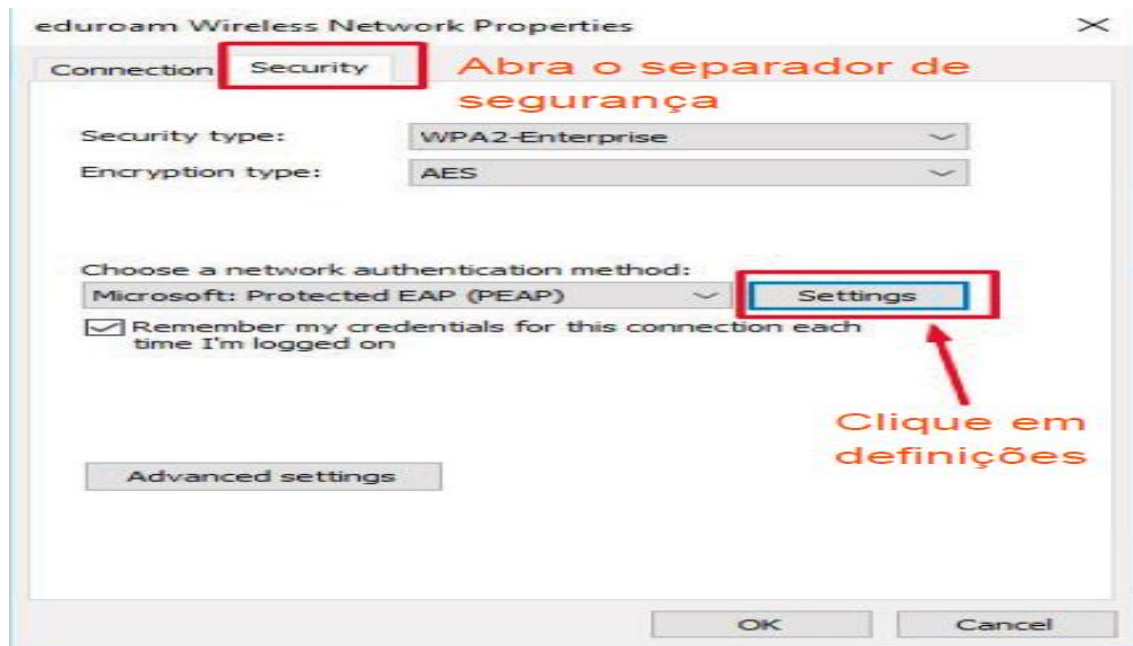 eduroam Wireless Network Properties
Connection Security Abra o separador de
segurança
Security type: WPA2-Enterprise
Encryption type: AES
Choose a network authentication method:
Microsoft: Protected EAP (PEAP) Settings
Remember my credentials for this connection each
time I'm logged on
Clique em
definições
Advanced settings
OK Cancel